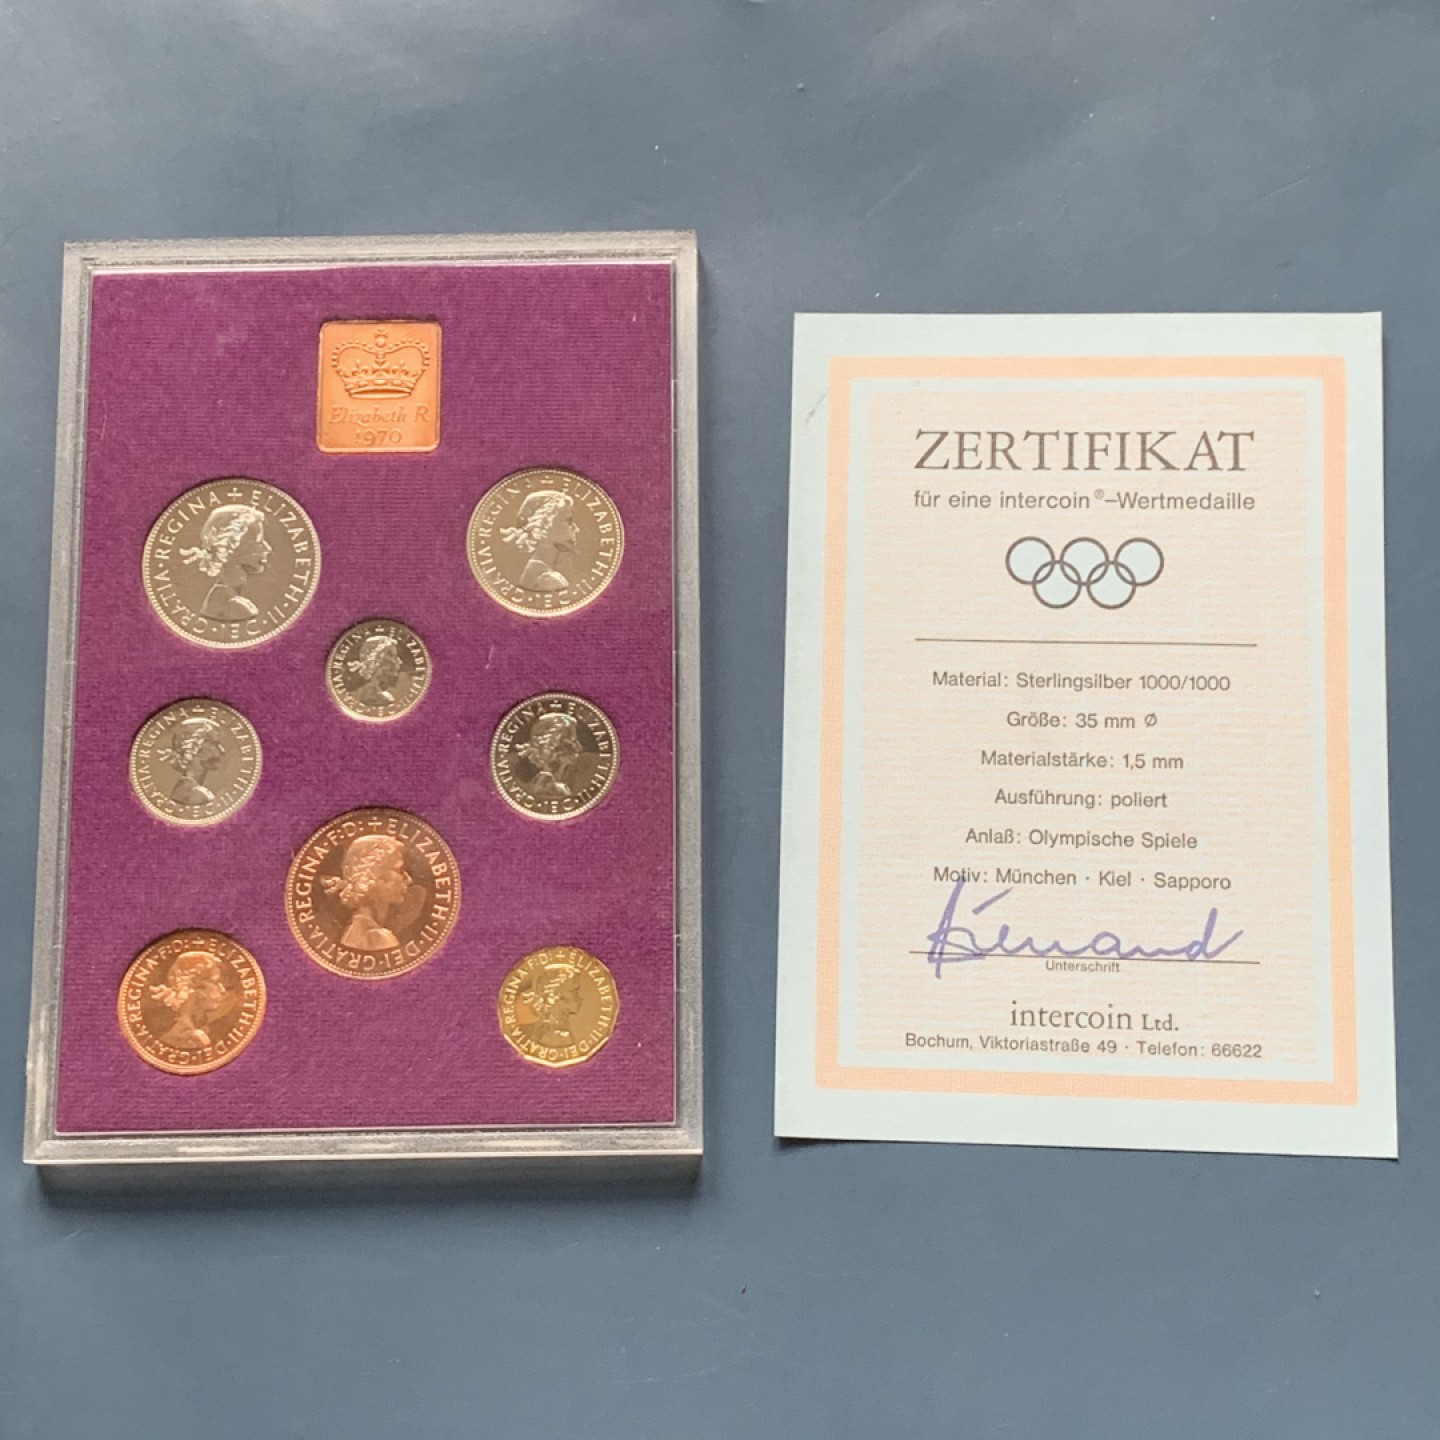 Elizabeth R
1970
REGINA + ELIZABETH · II · DEI · GRATIA ·
REGINA + ELIZABETH · II · DEI · GRATIA ·
REGINA + ELIZABETH · II · DEI · GRATIA ·
REGINA + ELIZABETH · II · DEI · GRATIA ·
REGINA + ELIZABETH · II · DEI · GRATIA ·
+ ELIZABETH · II · DEI · GRATIA · REGINA · F : D :
+ ELIZABETH · II · DEI · GRATIA · REGINA · F : D :
+ ELIZABETH · II · DEI · GRATIA · REGINA · F : D :
ZERTIFIKAT
für eine intercoin®-Wertmedaille
Material: Sterlingsilber 1000/1000
Größe: 35 mm Ø
Materialstärke: 1,5 mm
Ausführung: poliert
Anlaß: Olympische Spiele
Motiv: München · Kiel · Sapporo
Unterschrift
intercoin Ltd.
Bochum, Viktoriastraße 49 · Telefon: 66622